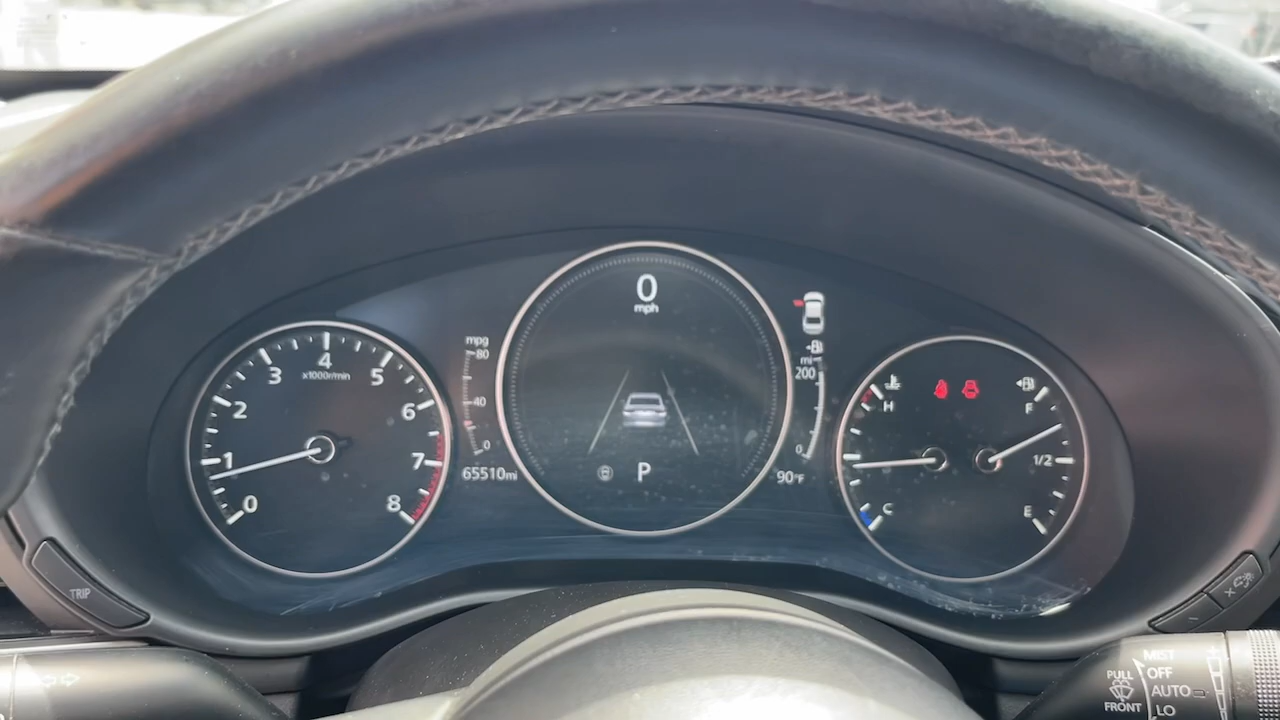 0
mph
4
x1000r/min
3
5
2
6
1
7
0
8
mpg
80
40
0
65510mi
P
mi
200
0
90°F
H
C
F
1/2
E
TRIP
MIST
OFF
PULL
AUTO
FRONT
LO